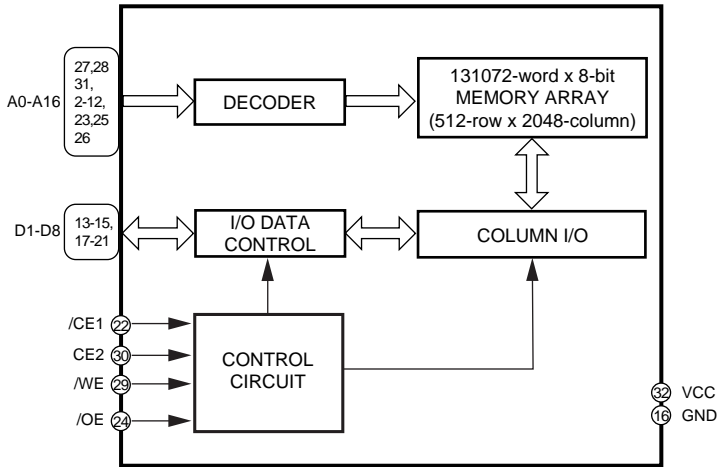 A0-A16
27,28
31,
2-12,
23,25
26
DECODER
131072-word x 8-bit
MEMORY ARRAY
(512-row x 2048-column)
D1-D8
13-15,
17-21
I/O DATA
CONTROL
COLUMN I/O
/CE1 22
CE2 30
/WE 29
/OE 24
CONTROL
CIRCUIT
32 VCC
16 GND